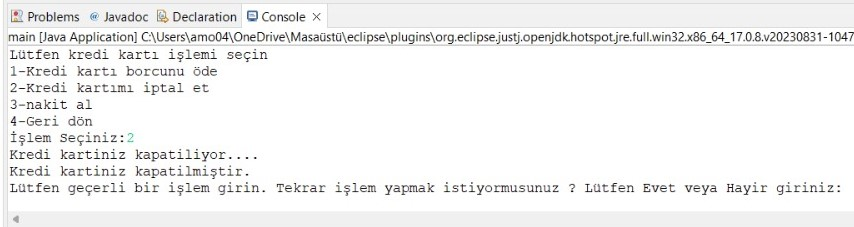 Problems @ Javadoc Declaration Console ×
main [Java Application] C:\Users\amo04\OneDrive\Masaüstü\eclipse\plugins\org.eclipse.justj.openjdk.hotspot.jre.full.win32.x86_64_17.0.8.v20230831-1047
Lütfen kredi kartı işlemi seçin
1-Kredi kartı borcunu öde
2-Kredi kartımı iptal et
3-nakit al
4-Geri dön
İşlem Seçiniz:2
Kredi kartiniz kapatiliyor....
Kredi kartiniz kapatilmiştir.
Lütfen geçerli bir işlem girin. Tekrar işlem yapmak istiyormusunuz ? Lütfen Evet veya Hayir giriniz: